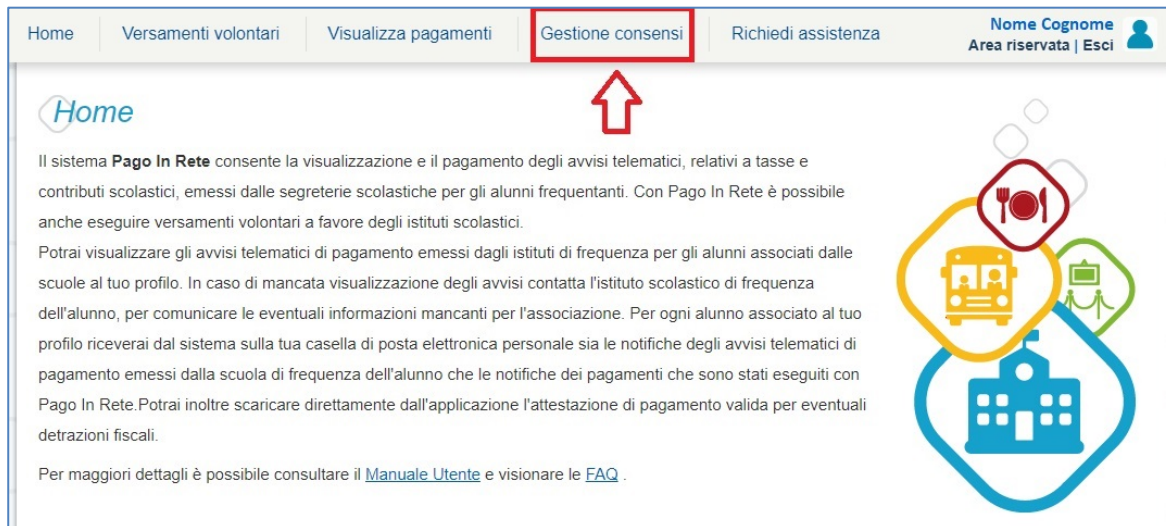 Home Versamenti volontari Visualizza pagamenti Gestione consensi Richiedi assistenza Nome Cognome
Area riservata | Esci
Home
Il sistema Pago In Rete consente la visualizzazione e il pagamento degli avvisi telematici, relativi a tasse e
contributi scolastici, emessi dalle segreterie scolastiche per gli alunni frequentanti. Con Pago In Rete è possibile
anche eseguire versamenti volontari a favore degli istituti scolastici.
Potrai visualizzare gli avvisi telematici di pagamento emessi dagli istituti di frequenza per gli alunni associati dalle
scuole al tuo profilo. In caso di mancata visualizzazione degli avvisi contatta l'istituto scolastico di frequenza
dell'alunno, per comunicare le eventuali informazioni mancanti per l'associazione. Per ogni alunno associato al tuo
profilo riceverai dal sistema sulla tua casella di posta elettronica personale sia le notifiche degli avvisi telematici di
pagamento emessi dalla scuola di frequenza dell'alunno che le notifiche dei pagamenti che sono stati eseguiti con
Pago In Rete.Potrai inoltre scaricare direttamente dall'applicazione l'attestazione di pagamento valida per eventuali
detrazioni fiscali.
Per maggiori dettagli è possibile consultare il Manuale Utente e visionare le FAQ .